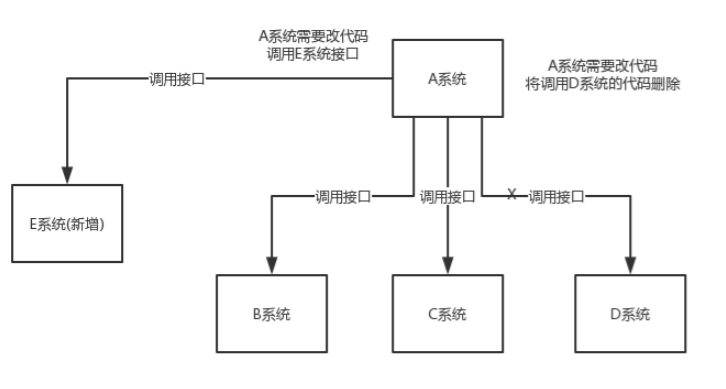 A系统需要改代码
调用E系统接口
A系统
A系统需要改代码
将调用D系统的代码删除
调用接口
调用接口
调用接口
X
调用接口
E系统(新增)
B系统
C系统
D系统